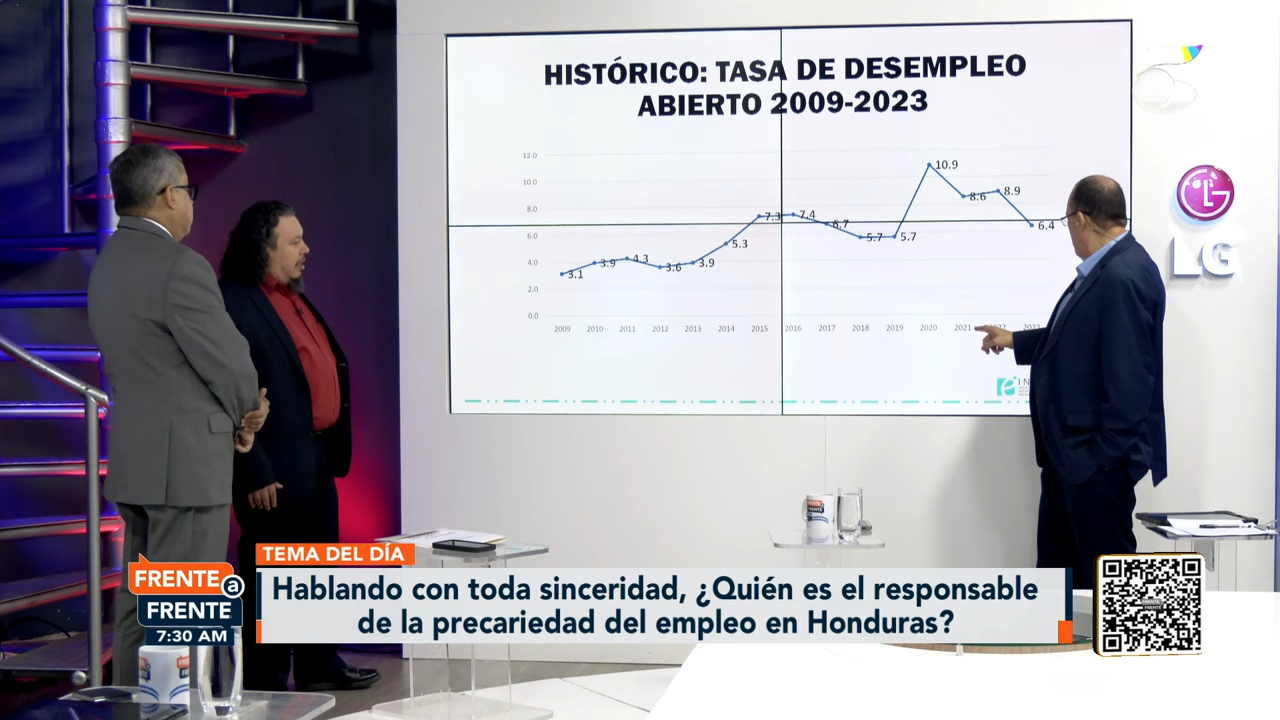 HISTÓRICO: TASA DE DESEMPLEO
ABIERTO 2009-2023
12.0
10.0
8.0
6.0
4.0
2.0
0.0
3.1
3.9
4.3
3.6
3.9
5.3
7.3
7.4
6.7
5.7
5.7
10.9
8.6
8.9
6.4
2009 2010 2011 2012 2013 2014 2015 2016 2017 2018 2019 2020 2021 2022
LG
LG
TEMA DEL DÍA
FRENTE a
FRENTE
7:30 AM
Hablando con toda sinceridad, ¿Quién es el responsable
de la precariedad del empleo en Honduras?